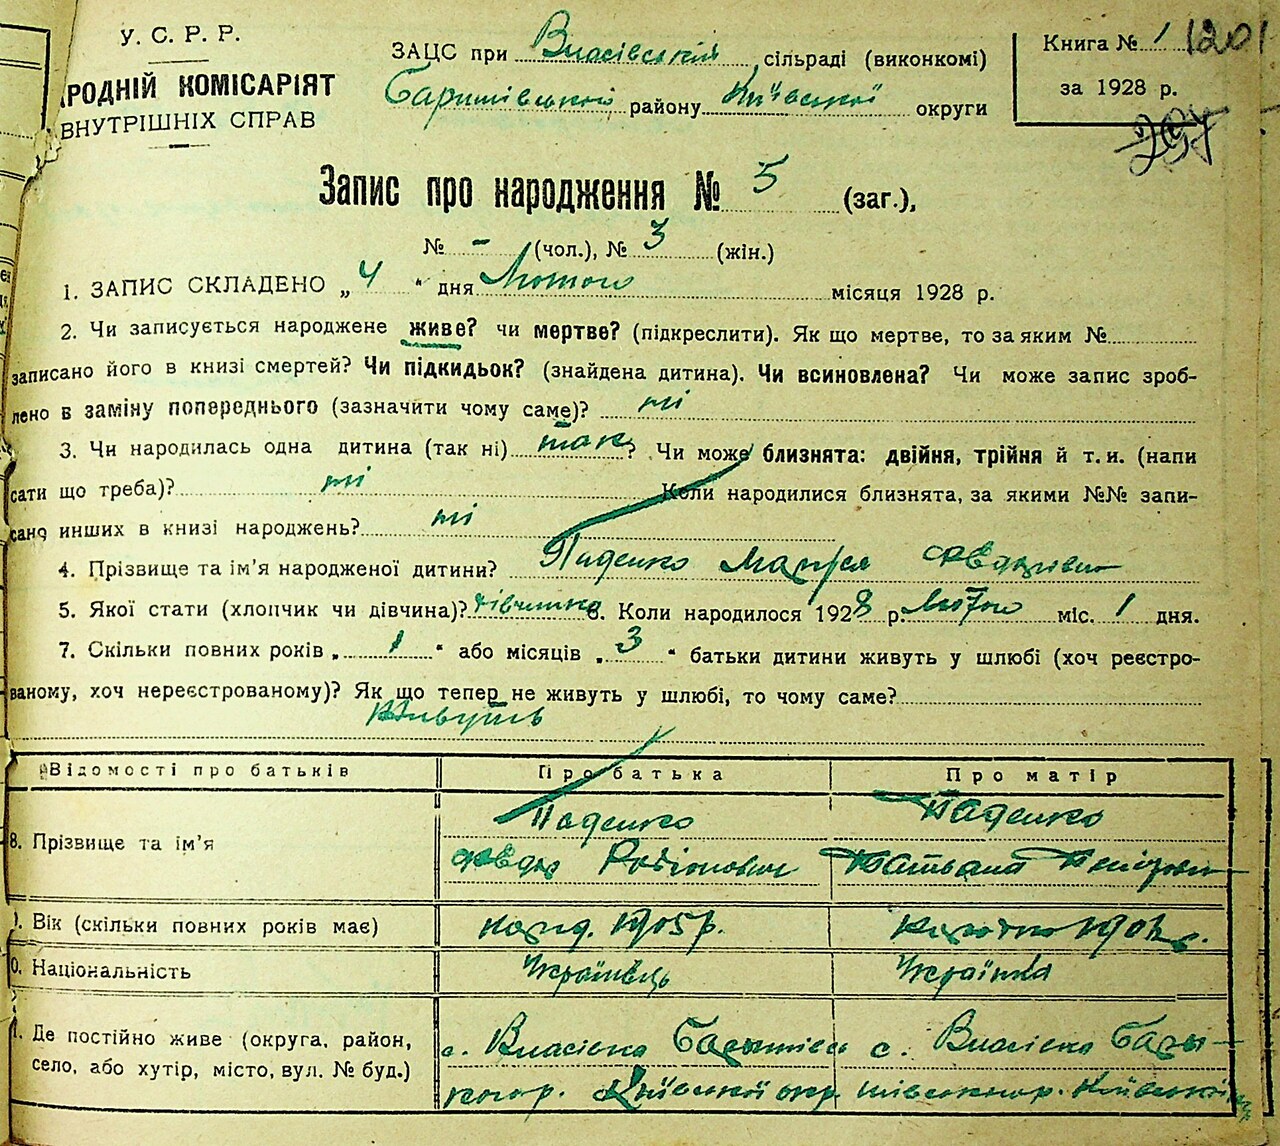 У. С. Р. Р.
РОДНІЙ КОМІСАРІЯТ
ВНУТРІШНІХ СПРАВ
ЗАЦС при Власівській сільраді (виконкомі)
Баришівської району Київської округи
Книга № 1 1201
за 1928 р.
297
Запис про народження № 5 (заг.),
№ - (чол.), № 3 (жін.)
1. ЗАПИС СКЛАДЕНО „ 4 " дня Лютого місяця 1928 р.
2. Чи записується народжене живе? чи мертве? (підкреслити). Як що мертве, то за яким №
записано його в книзі смертей? Чи підкидьок? (знайдена дитина). Чи всиновлена? Чи може запис зроб-
лено в заміну попереднього (зазначити чому саме)? ні
3. Чи народилась одна дитина (так ні) так? Чи може близнята: двійня, трійня й т. и. (напи
сати що треба)? ні Коли народилися близнята, за якими №№ запи-
сано инших в книзі народжень? ні
4. Прізвище та ім'я народженої дитини? Паденко
5. Якої стати (хлопчик чи дівчина)? дівчинка 6. Коли народилося 1928 р. Лютого міс. 1 дня.
7. Скільки повних років „ 1 " або місяців „ 3 " батьки дитини живуть у шлюбі (хоч реєстро-
ваному, хоч нереєстрованому)? Як що тепер не живуть у шлюбі, то чому саме?
Живуть
Відомості про батьків Про батька Про матір
8. Прізвище та ім'я Паденко Паденко
Родіонович Татьяна
). Вік (скільки повних років має) 1905 р.
0. Національність Українець Українка
1. Де постійно живе (округа, район,
село, або хутір, місто, вул. № буд.)
с. Власівка с. Власівка Бари-
Київської окр. шівськ р. Київської